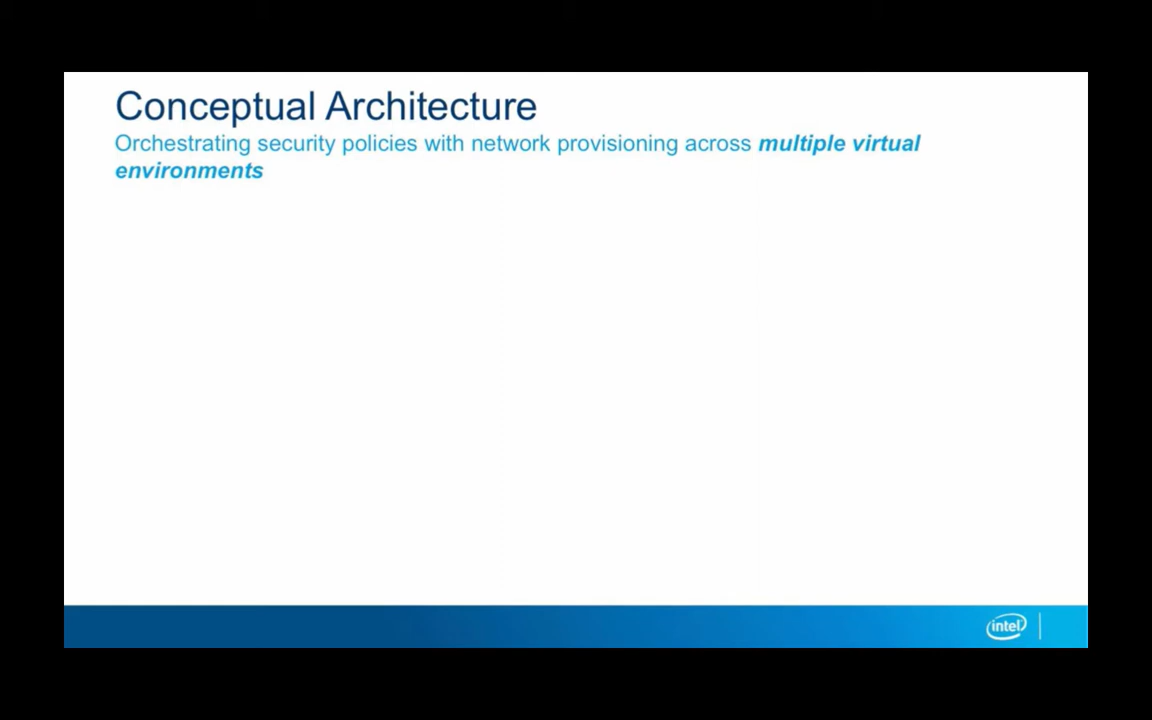 Conceptual Architecture
Orchestrating security policies with network provisioning across multiple virtual
environments
intel